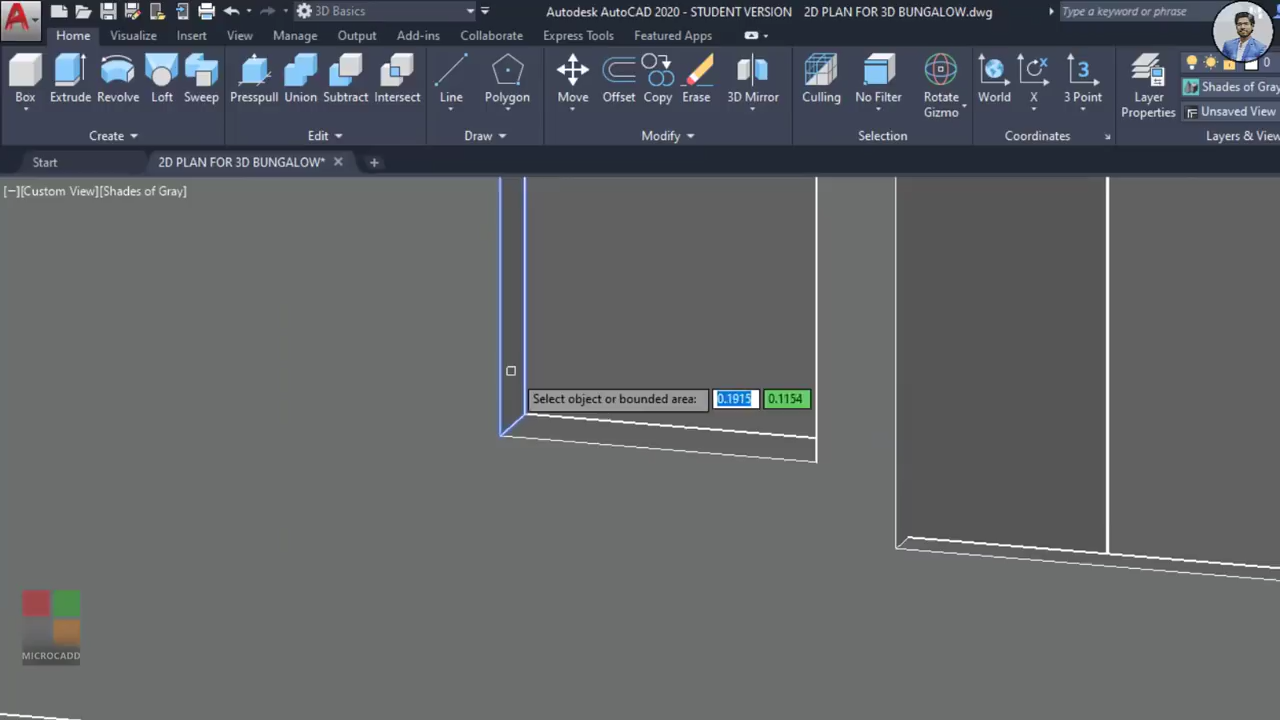 3D Basics
Autodesk AutoCAD 2020 - STUDENT VERSION
2D PLAN FOR 3D BUNGALOW.dwg
Type a keyword or phrase
Home
Visualize
Insert
View
Manage
Output
Add-ins
Collaborate
Express Tools
Featured Apps
Box
Extrude
Revolve
Loft
Sweep
Presspull
Union
Subtract
Intersect
Line
Polygon
Move
Offset
Copy
Erase
3D Mirror
Culling
No Filter
Rotate
Gizmo
World
X
3 Point
Layer
Properties
0
Shades of Gray
Unsaved View
Create
Edit
Draw
Modify
Selection
Coordinates
Layers & View
Start
2D PLAN FOR 3D BUNGALOW*
[−][Custom View][Shades of Gray]
Select object or bounded area: 0.1915 0.1154
MICROCADD